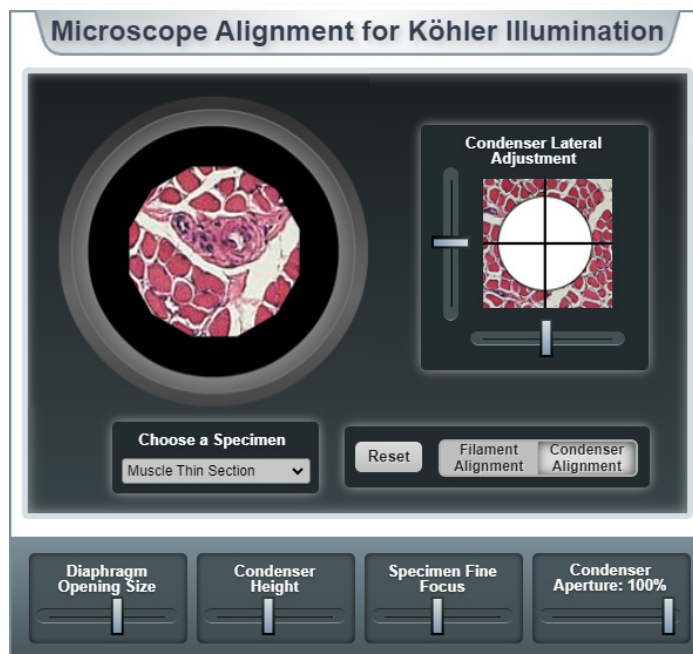 Microscope Alignment for Köhler Illumination
Condenser Lateral
Adjustment
Choose a Specimen
Muscle Thin Section
Reset
Filament
Alignment
Condenser
Alignment
Diaphragm
Opening Size
Condenser
Height
Specimen Fine
Focus
Condenser
Aperture: 100%